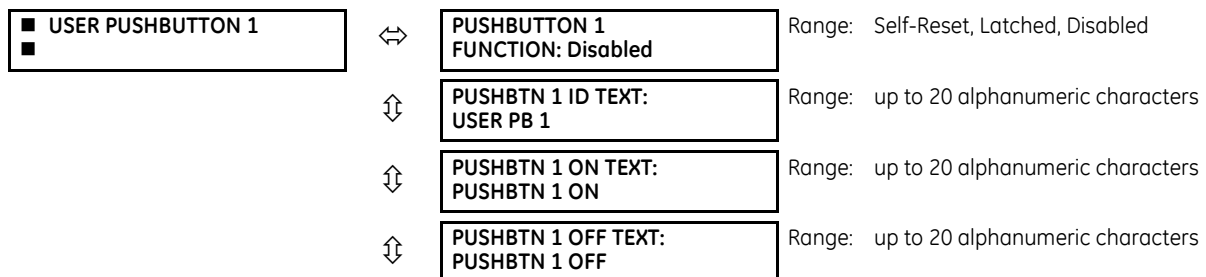 ■ USER PUSHBUTTON 1
■
PUSHBUTTON 1
FUNCTION: Disabled
Range: Self-Reset, Latched, Disabled
PUSHBTN 1 ID TEXT:
USER PB 1
Range: up to 20 alphanumeric characters
PUSHBTN 1 ON TEXT:
PUSHBTN 1 ON
Range: up to 20 alphanumeric characters
PUSHBTN 1 OFF TEXT:
PUSHBTN 1 OFF
Range: up to 20 alphanumeric characters